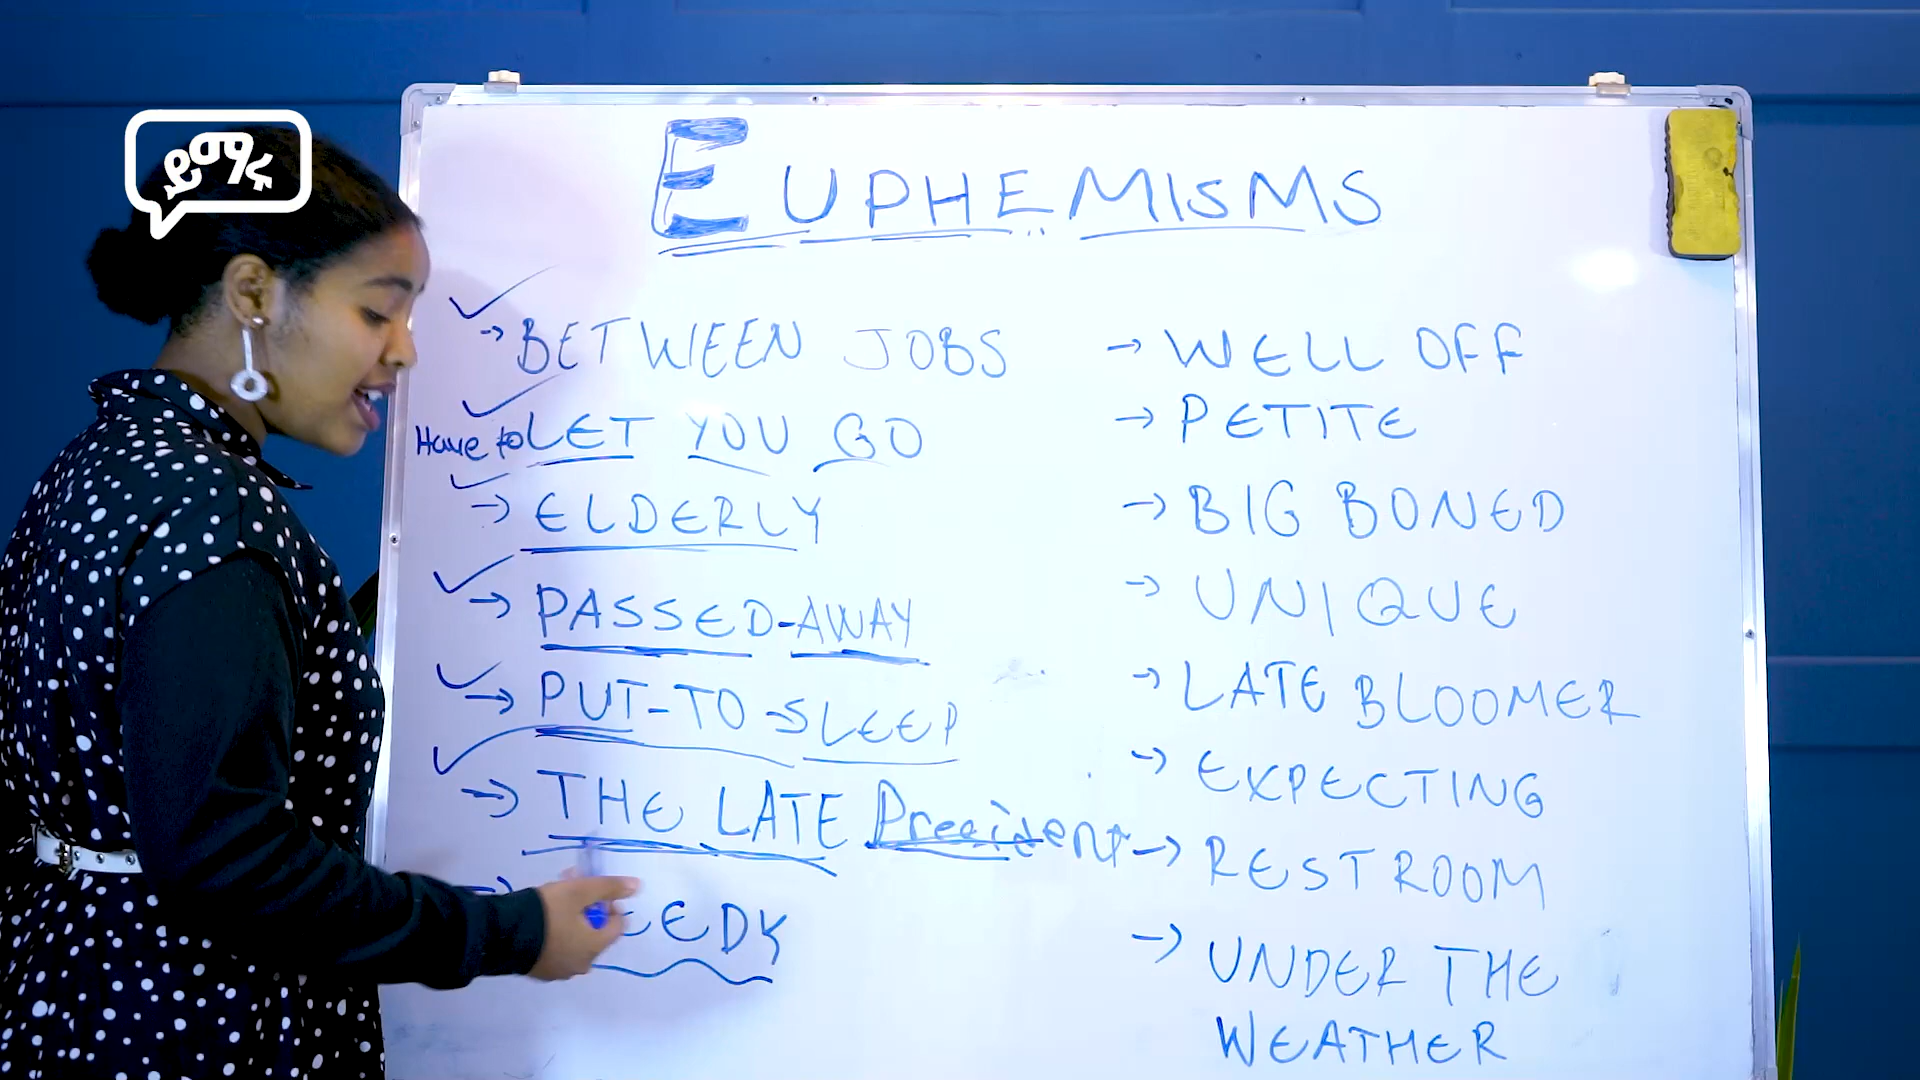 ይማሩ
EUPHEMISMS
→ BETWEEN JOBS
Have to LET YOU GO
→ ELDERLY
→ PASSED-AWAY
→ PUT-TO-SLEEP
→ THE LATE President
→ WELL OFF
→ PETITE
→ BIG BONED
→ UNIQUE
→ LATE BLOOMER
→ EXPECTING
→ RESTROOM
→ UNDER THE
WEATHER